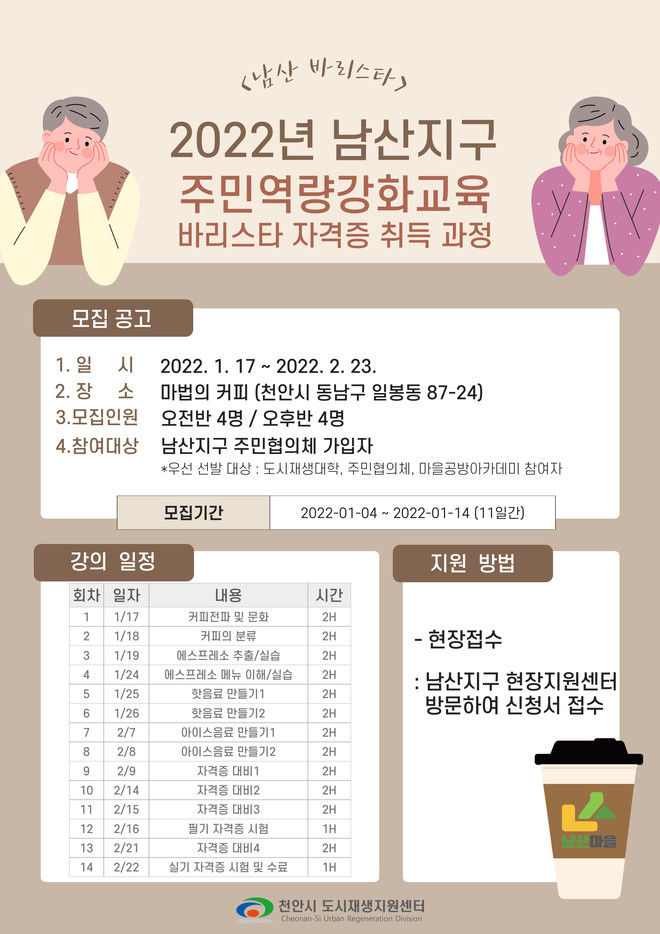 <남산 바리스타>
2022년 남산지구
주민역량강화교육
바리스타 자격증 취득 과정
모집 공고
1. 일 시 2022. 1. 17 ~ 2022. 2. 23.
2. 장 소 마법의 커피 (천안시 동남구 일봉동 87-24)
3.모집인원 오전반 4명 / 오후반 4명
4.참여대상 남산지구 주민협의체 가입자
*우선 선발 대상 : 도시재생대학, 주민협의체, 마을공방아카데미 참여자
모집기간 2022-01-04 ~ 2022-01-14 (11일간)
강의 일정
회차 일자 내용 시간
1 1/17 커피전파 및 문화 2H
2 1/18 커피의 분류 2H
3 1/19 에스프레소 추출/실습 2H
4 1/24 에스프레소 메뉴 이해/실습 2H
5 1/25 핫음료 만들기1 2H
6 1/26 핫음료 만들기2 2H
7 2/7 아이스음료 만들기1 2H
8 2/8 아이스음료 만들기2 2H
9 2/9 자격증 대비1 2H
10 2/14 자격증 대비2 2H
11 2/15 자격증 대비3 2H
12 2/16 필기 자격증 시험 1H
13 2/21 자격증 대비4 2H
14 2/22 실기 자격증 시험 및 수료 1H
지원 방법
- 현장접수
: 남산지구 현장지원센터
방문하여 신청서 접수
남산마을
천안시 도시재생지원센터
Cheonan-Si Urban Regeneration Division